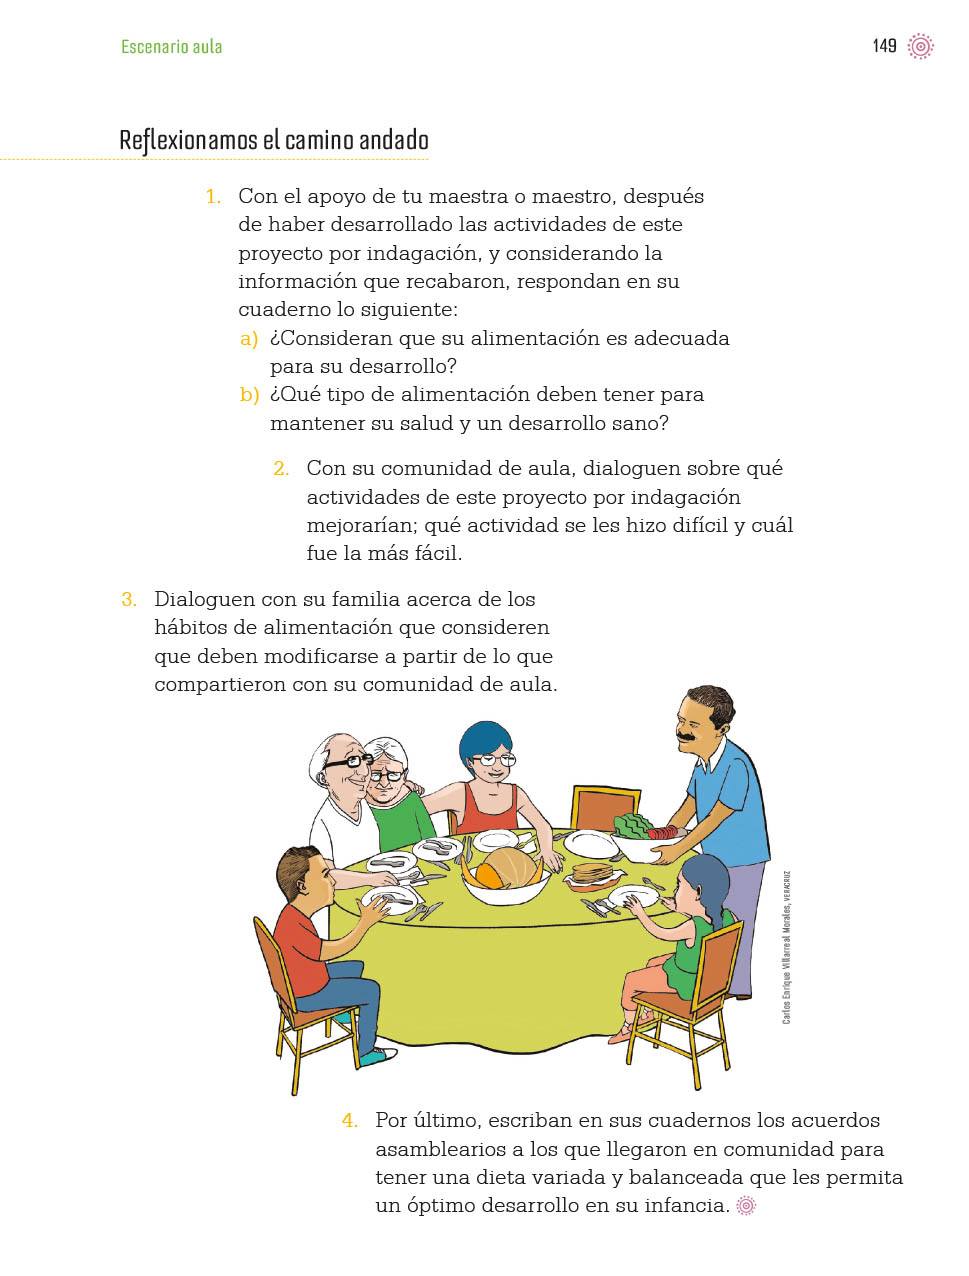 Escenario aula
149
Reflexionamos el camino andado
1. Con el apoyo de tu maestra o maestro, después
de haber desarrollado las actividades de este
proyecto por indagación, y considerando la
información que recabaron, respondan en su
cuaderno lo siguiente:
a) ¿Consideran que su alimentación es adecuada
para su desarrollo?
b) ¿Qué tipo de alimentación deben tener para
mantener su salud y un desarrollo sano?
2. Con su comunidad de aula, dialoguen sobre qué
actividades de este proyecto por indagación
mejorarían; qué actividad se les hizo difícil y cuál
fue la más fácil.
3. Dialoguen con su familia acerca de los
hábitos de alimentación que consideren
que deben modificarse a partir de lo que
compartieron con su comunidad de aula.
Carlos Enrique Villarreal Morales, VERACRUZ
4. Por último, escriban en sus cuadernos los acuerdos
asamblearios a los que llegaron en comunidad para
tener una dieta variada y balanceada que les permita
un óptimo desarrollo en su infancia.